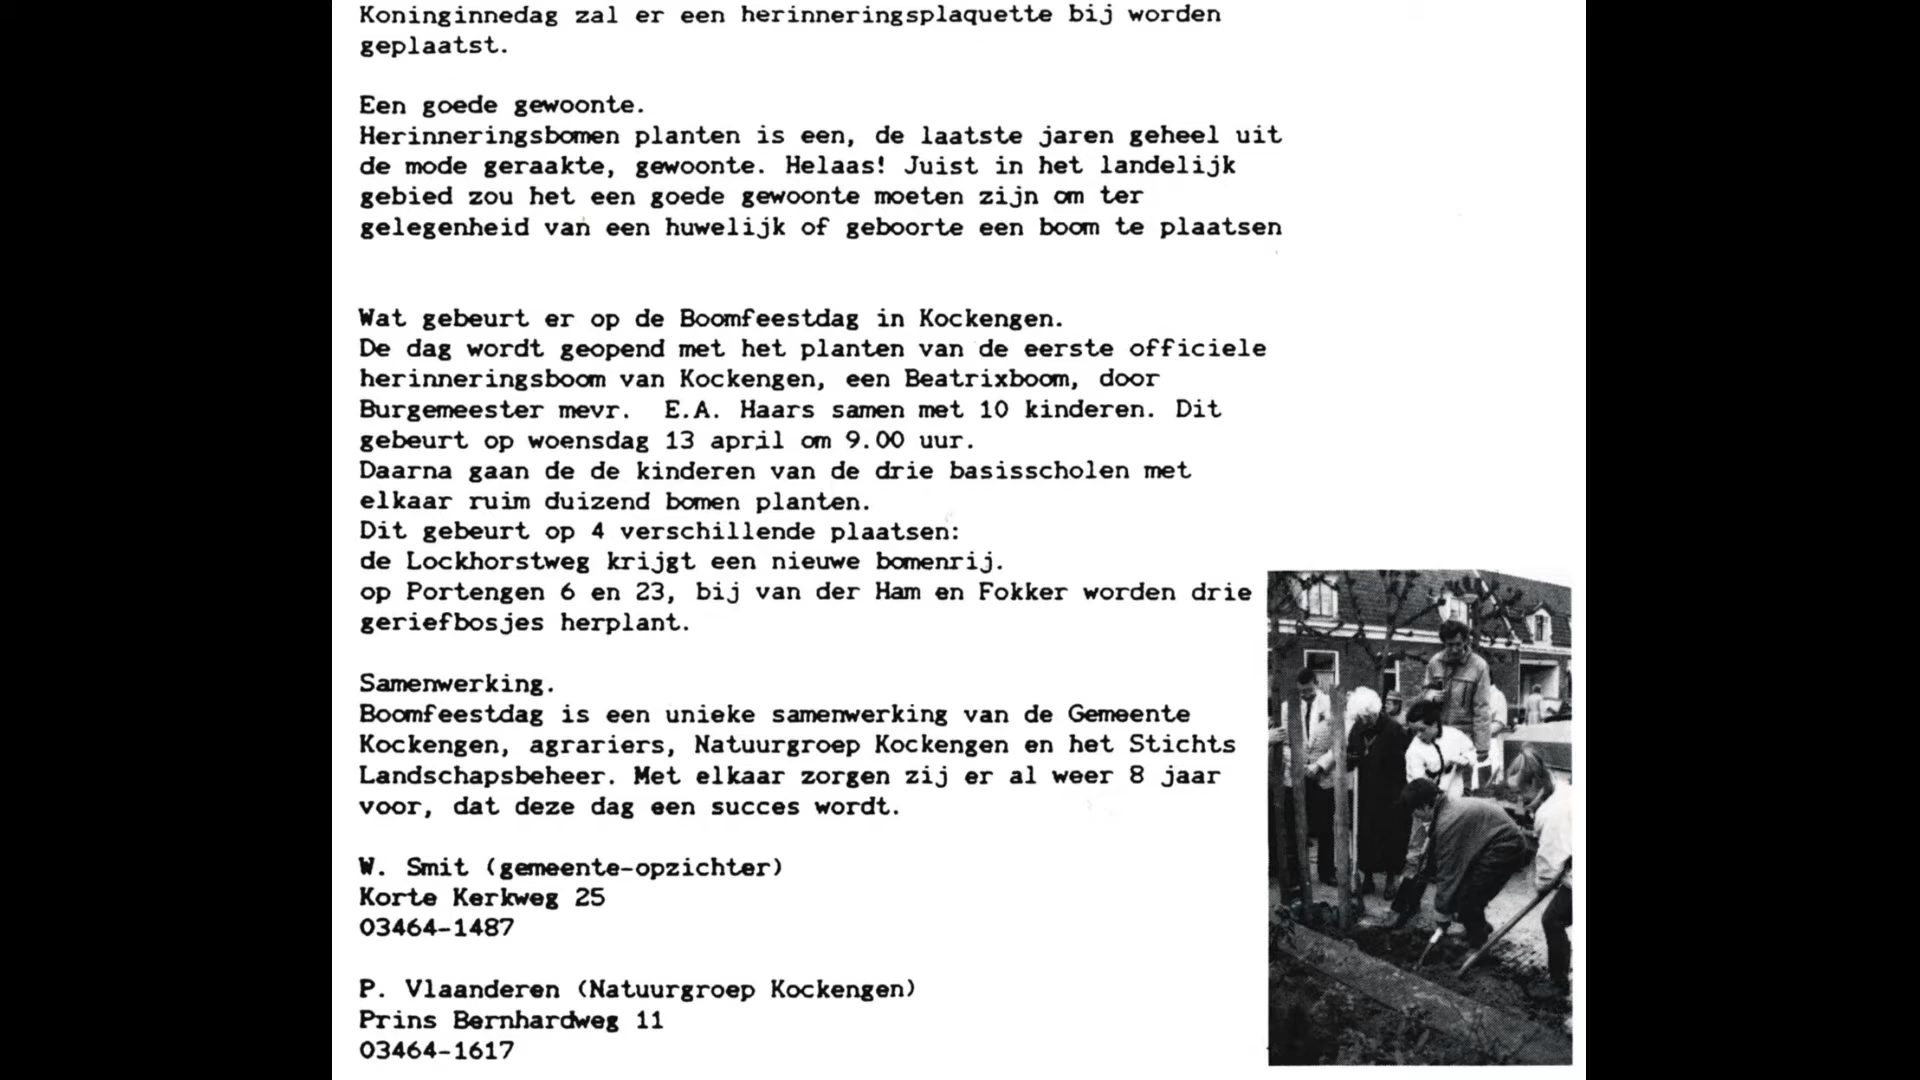 Koninginnedag zal er een herinneringsplaquette bij worden
geplaatst.
Een goede gewoonte.
Herinneringsbomen planten is een, de laatste jaren geheel uit
de mode geraakte, gewoonte. Helaas! Juist in het landelijk
gebied zou het een goede gewoonte moeten zijn om ter
gelegenheid van een huwelijk of geboorte een boom te plaatsen
Wat gebeurt er op de Boomfeestdag in Kockengen.
De dag wordt geopend met het planten van de eerste officiele
herinneringsboom van Kockengen, een Beatrixboom, door
Burgemeester mevr. E.A. Haars samen met 10 kinderen. Dit
gebeurt op woensdag 13 april om 9.00 uur.
Daarna gaan de de kinderen van de drie basisscholen met
elkaar ruim duizend bomen planten.
Dit gebeurt op 4 verschillende plaatsen:
de Lockhorstweg krijgt een nieuwe bomenrij.
op Portengen 6 en 23, bij van der Ham en Fokker worden drie
geriefbosjes herplant.
Samenwerking.
Boomfeestdag is een unieke samenwerking van de Gemeente
Kockengen, agrariers, Natuurgroep Kockengen en het Stichts
Landschapsbeheer. Met elkaar zorgen zij er al weer 8 jaar
voor, dat deze dag een succes wordt.
W. Smit (gemeente-opzichter)
Korte Kerkweg 25
03464-1487
P. Vlaanderen (Natuurgroep Kockengen)
Prins Bernhardweg 11
03464-1617